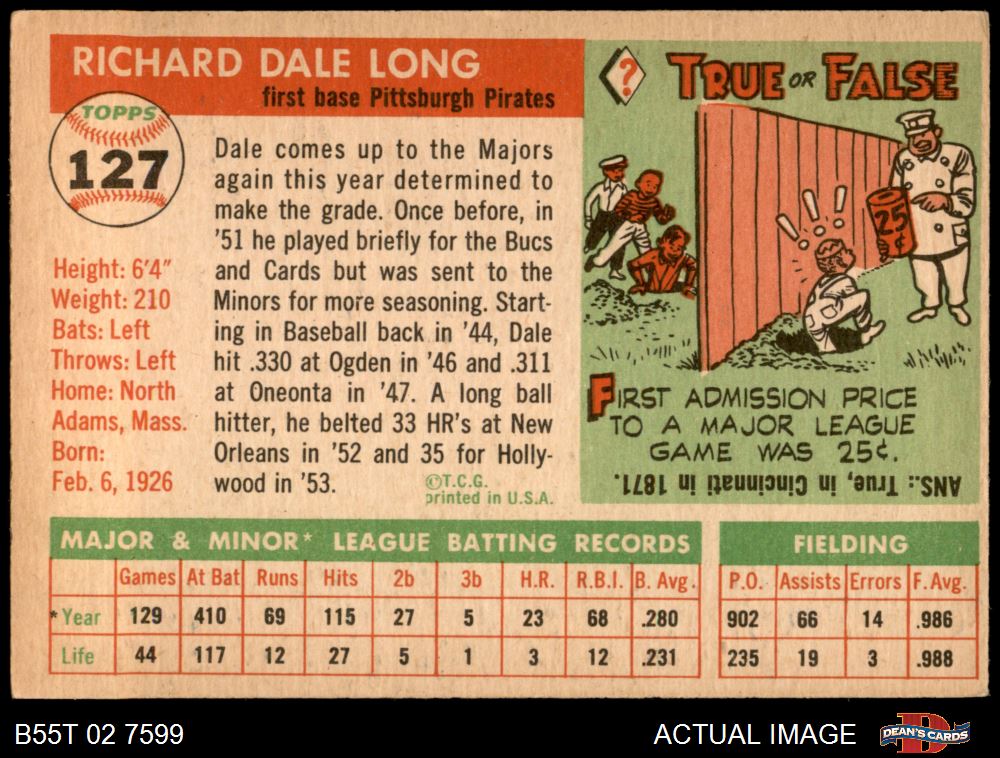 RICHARD DALE LONG
first base Pittsburgh Pirates
TOPPS
127
Height: 6'4"
Weight: 210
Bats: Left
Throws: Left
Home: North
Adams, Mass.
Born:
Feb. 6, 1926
Dale comes up to the Majors
again this year determined to
make the grade. Once before, in
'51 he played briefly for the Bucs
and Cards but was sent to the
Minors for more seasoning. Start-
ing in Baseball back in '44, Dale
hit .330 at Ogden in '46 and .311
at Oneonta in '47. A long ball
hitter, he belted 33 HR's at New
Orleans in '52 and 35 for Holly-
wood in '53.
©T.C.G.
printed in U.S.A.
?
TRUE OR FALSE
!!!
25
¢
FIRST ADMISSION PRICE
TO A MAJOR LEAGUE
GAME WAS 25¢.
ANS.: True, in Cincinnati in 1871.
MAJOR & MINOR* LEAGUE BATTING RECORDS
Games At Bat Runs Hits 2b 3b H.R. R.B.I. B. Avg.
*Year 129 410 69 115 27 5 23 68 .280
Life 44 117 12 27 5 1 3 12 .231
FIELDING
P.O. Assists Errors F. Avg.
902 66 14 .986
235 19 3 .988
B55T 02 7599
ACTUAL IMAGE
D
DEAN'S CARDS